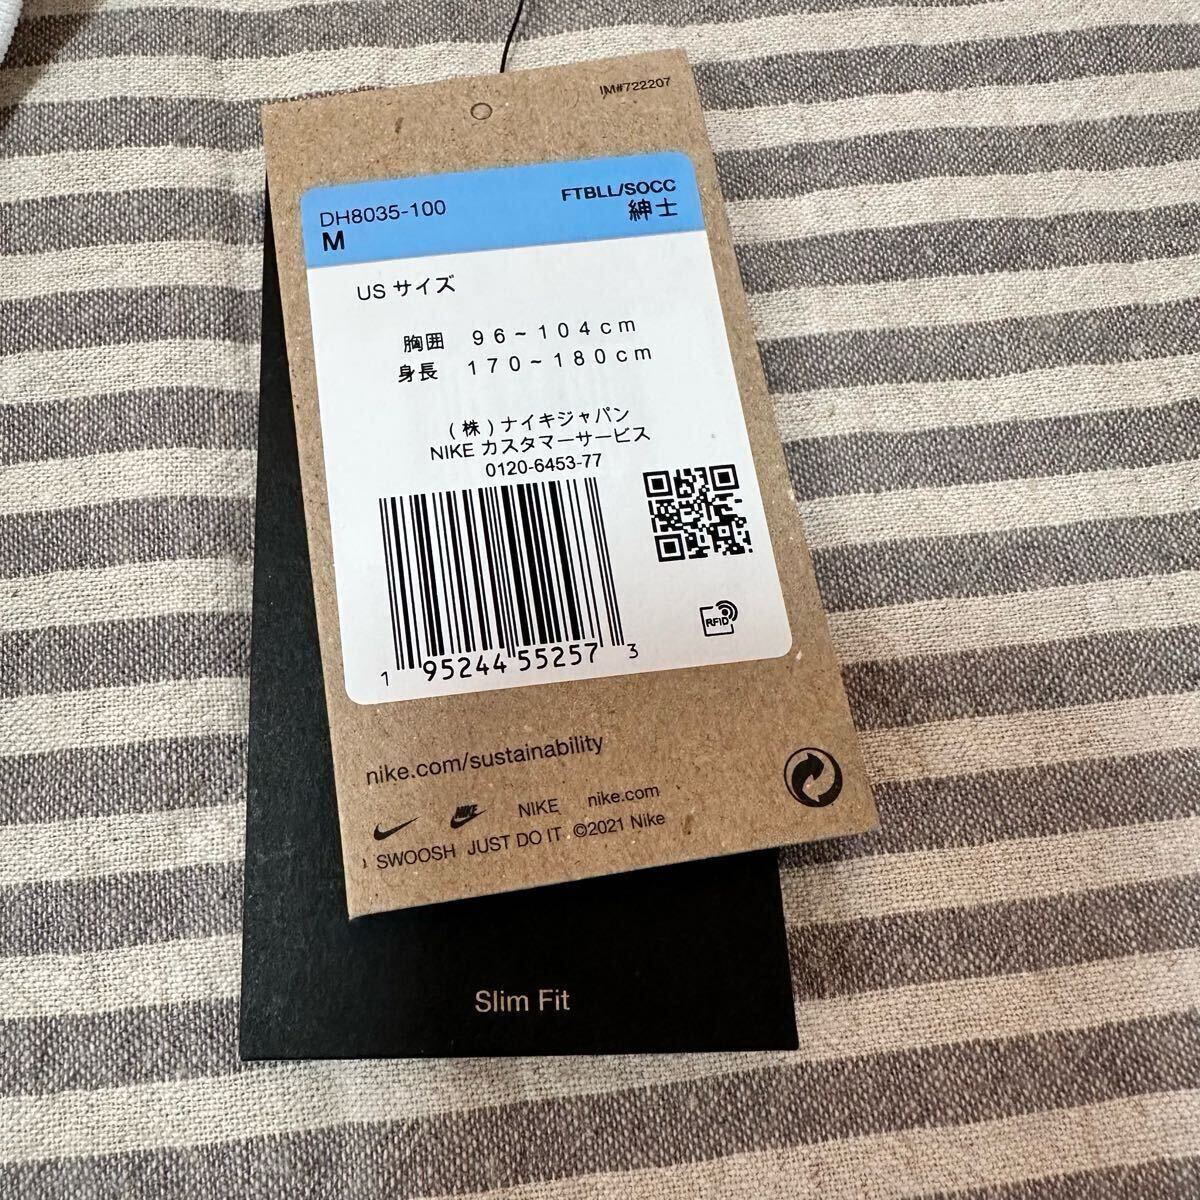 IM#722207
DH8035-100
FTBLL/SOCC
M
紳士
US サイズ
胸囲 96~104cm
身長 170~180cm
(株)ナイキジャパン
NIKE カスタマーサービス
0120-6453-77
RFID
1 95244 55257 3
nike.com/sustainability
NIKE nike.com
SWOOSH JUST DO IT ©2021 Nike
Slim Fit